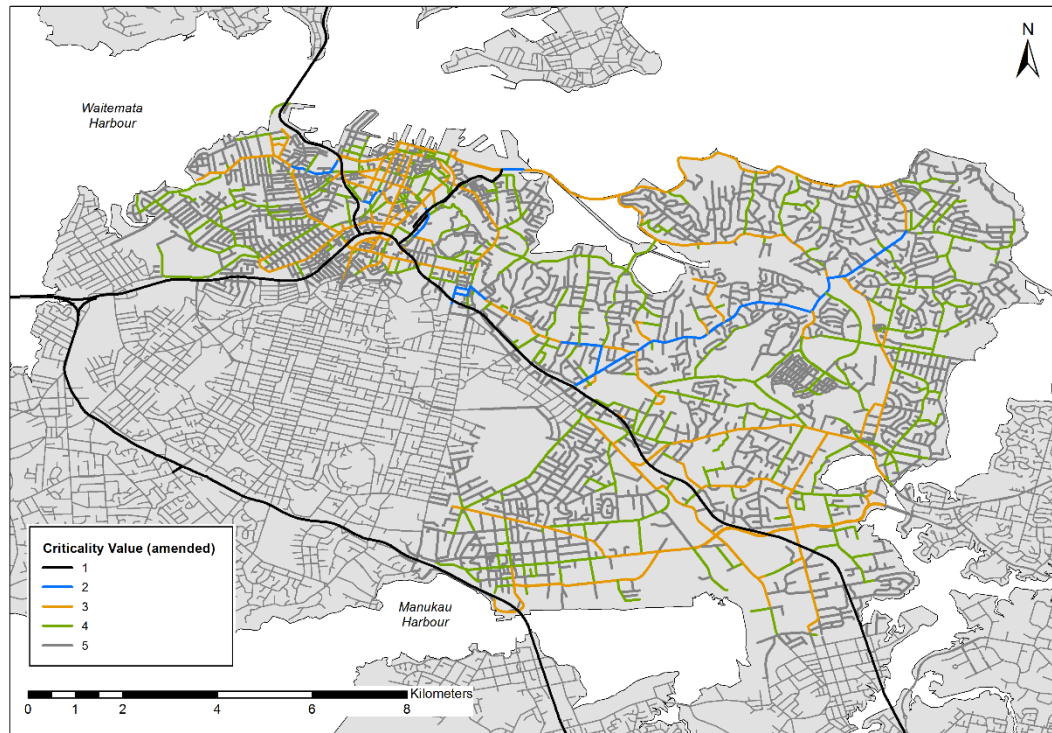 N
Waitemata
Harbour
Criticality Value (amended)
1
2
3
4
5
Manukau
Harbour
Kilometers
0 1 2 4 6 8